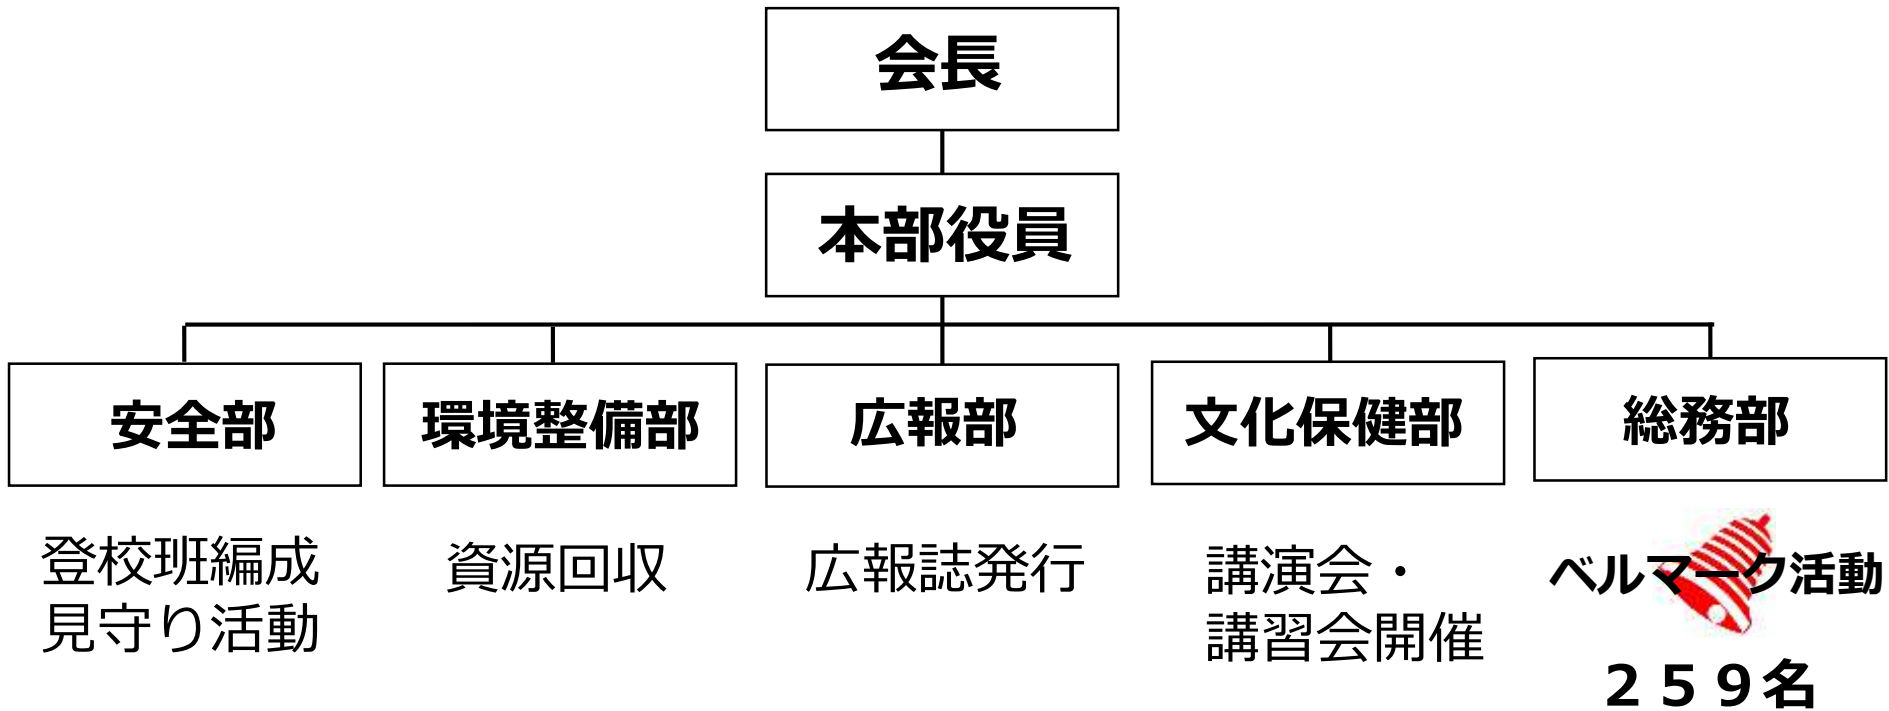 会長
本部役員
安全部
環境整備部
広報部
文化保健部
総務部
登校班編成
見守り活動
資源回収
広報誌発行
講演会・
講習会開催
ベルマーク活動
２５９名